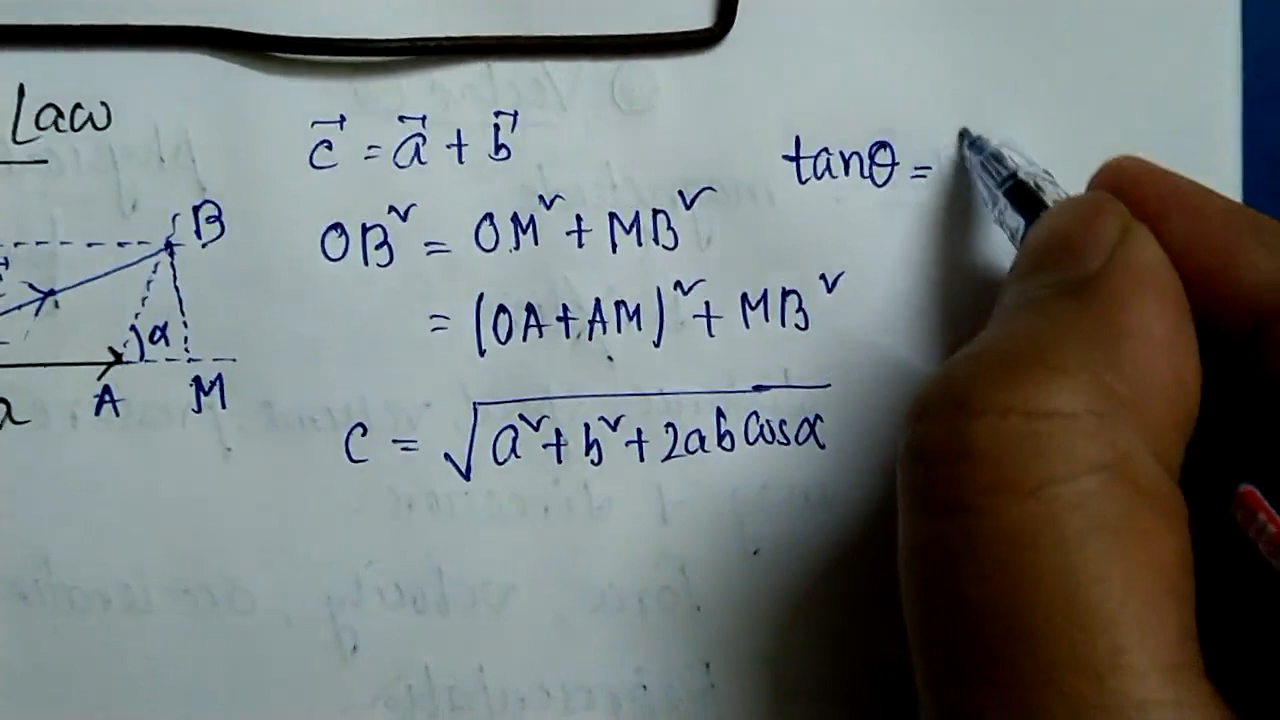 Law
c⃗ = a⃗ + b⃗
tanθ =
OB² = OM² + MB²
= (OA + AM)² + MB²
c = √(a² + b² + 2ab cosα)
B
α
A M
a